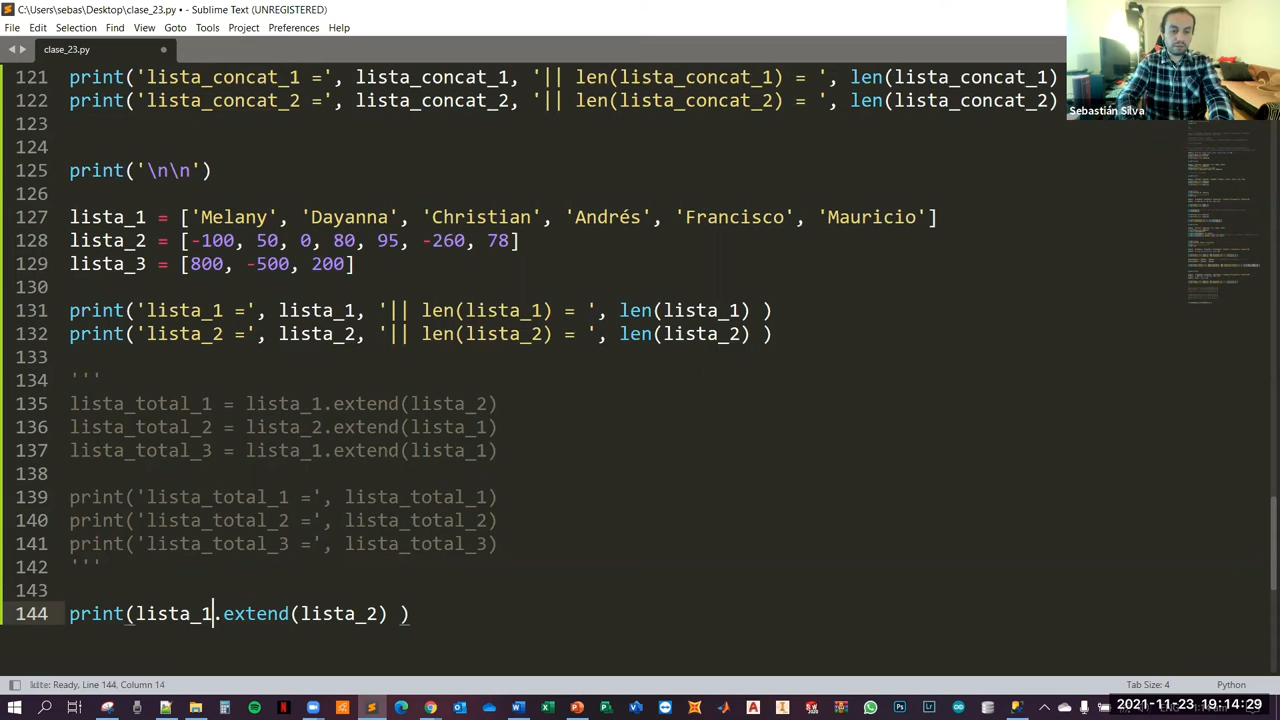 C:\Users\sebas\Desktop\clase_23.py - Sublime Text (UNREGISTERED)
File Edit Selection Find View Goto Tools Project Preferences Help
clase_23.py
121 print('lista_concat_1 =', lista_concat_1, '|| len(lista_concat_1) = ', len(lista_concat_1)
122 print('lista_concat_2 =', lista_concat_2, '|| len(lista_concat_2) = ', len(lista_concat_2)
Sebastián Silva
123
124
125 print('\n\n')
126
127 lista_1 = ['Melany', 'Dayanna', 'Christian', 'Andrés', 'Francisco', 'Mauricio']
128 lista_2 = [-100, 50, 0, 80, 95, -260, 78]
129 lista_3 = [800, -500, 200]
130
131 print('lista_1 =', lista_1, '|| len(lista_1) = ', len(lista_1) )
132 print('lista_2 =', lista_2, '|| len(lista_2) = ', len(lista_2) )
133
134 '''
135 lista_total_1 = lista_1.extend(lista_2)
136 lista_total_2 = lista_2.extend(lista_1)
137 lista_total_3 = lista_1.extend(lista_1)
138
139 print('lista_total_1 =', lista_total_1)
140 print('lista_total_2 =', lista_total_2)
141 print('lista_total_3 =', lista_total_3)
142 '''
143
144 print(lista_1.extend(lista_2) )
kite: Ready, Line 144, Column 14
Tab Size: 4
Python
2021-11-23 19:14:29